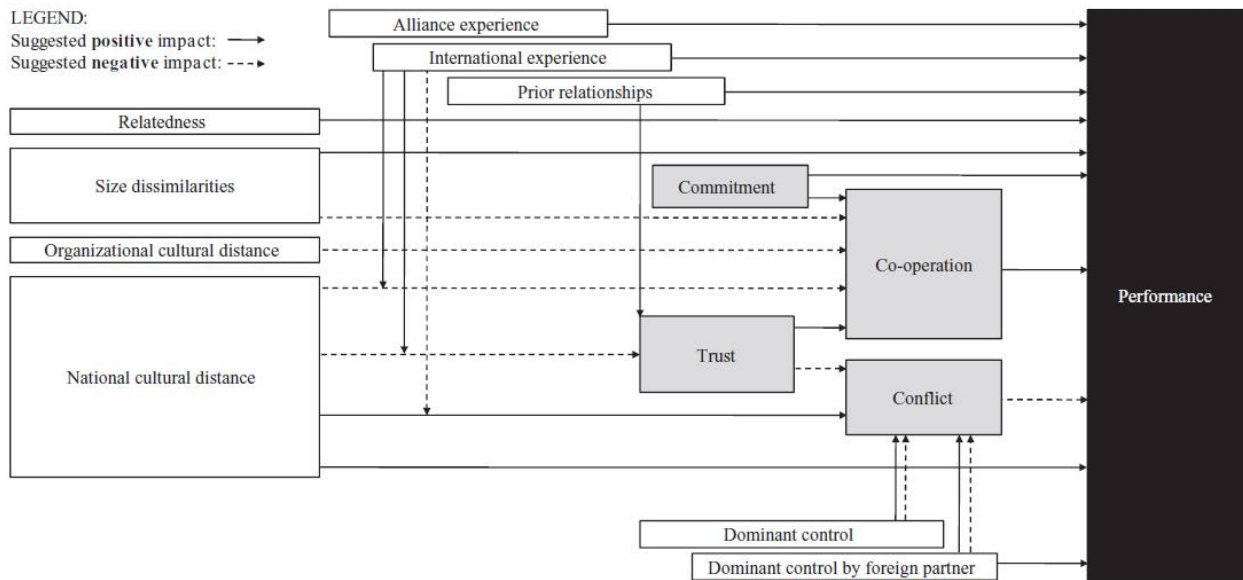 LEGEND:
Suggested positive impact:
Suggested negative impact:
Alliance experience
International experience
Prior relationships
Relatedness
Size dissimilarities
Commitment
Organizational cultural distance
Co-operation
Performance
Trust
National cultural distance
Conflict
Dominant control
Dominant control by foreign partner